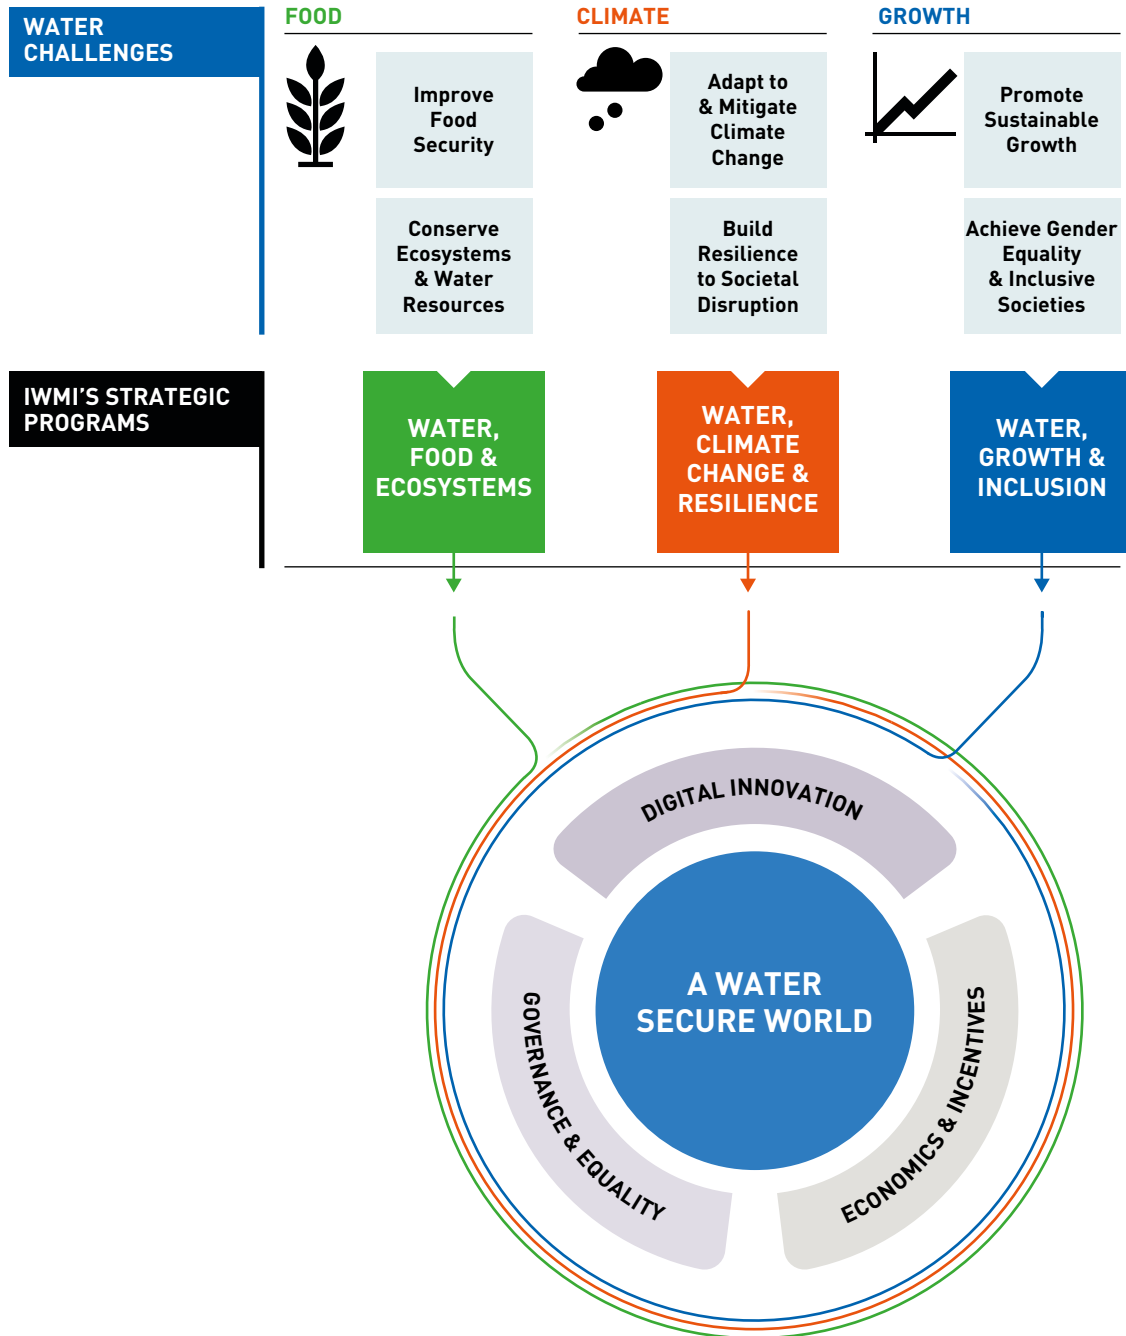 WATER
CHALLENGES
FOOD
CLIMATE
GROWTH
Improve
Food
Security
Adapt to
& Mitigate
Climate
Change
Promote
Sustainable
Growth
Conserve
Ecosystems
& Water
Resources
Build
Resilience
to Societal
Disruption
Achieve Gender
Equality
& Inclusive
Societies
IWMI'S STRATEGIC
PROGRAMS
WATER,
FOOD &
ECOSYSTEMS
WATER,
CLIMATE
CHANGE &
RESILIENCE
WATER,
GROWTH &
INCLUSION
DIGITAL INNOVATION
A WATER
SECURE WORLD
GOVERNANCE & EQUALITY
ECONOMICS & INCENTIVES